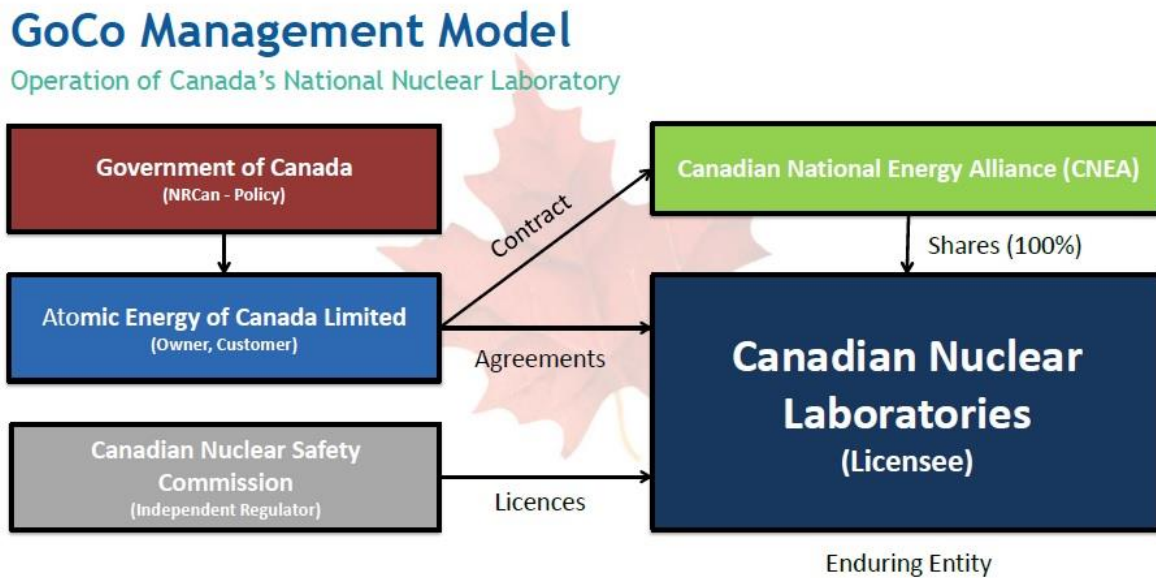 GoCo Management Model
Operation of Canada's National Nuclear Laboratory
Government of Canada
(NRCan - Policy)
Canadian National Energy Alliance (CNEA)
Contract
Shares (100%)
Atomic Energy of Canada Limited
(Owner, Customer)
Agreements
Canadian Nuclear
Laboratories
(Licensee)
Canadian Nuclear Safety
Commission
(Independent Regulator)
Licences
Enduring Entity